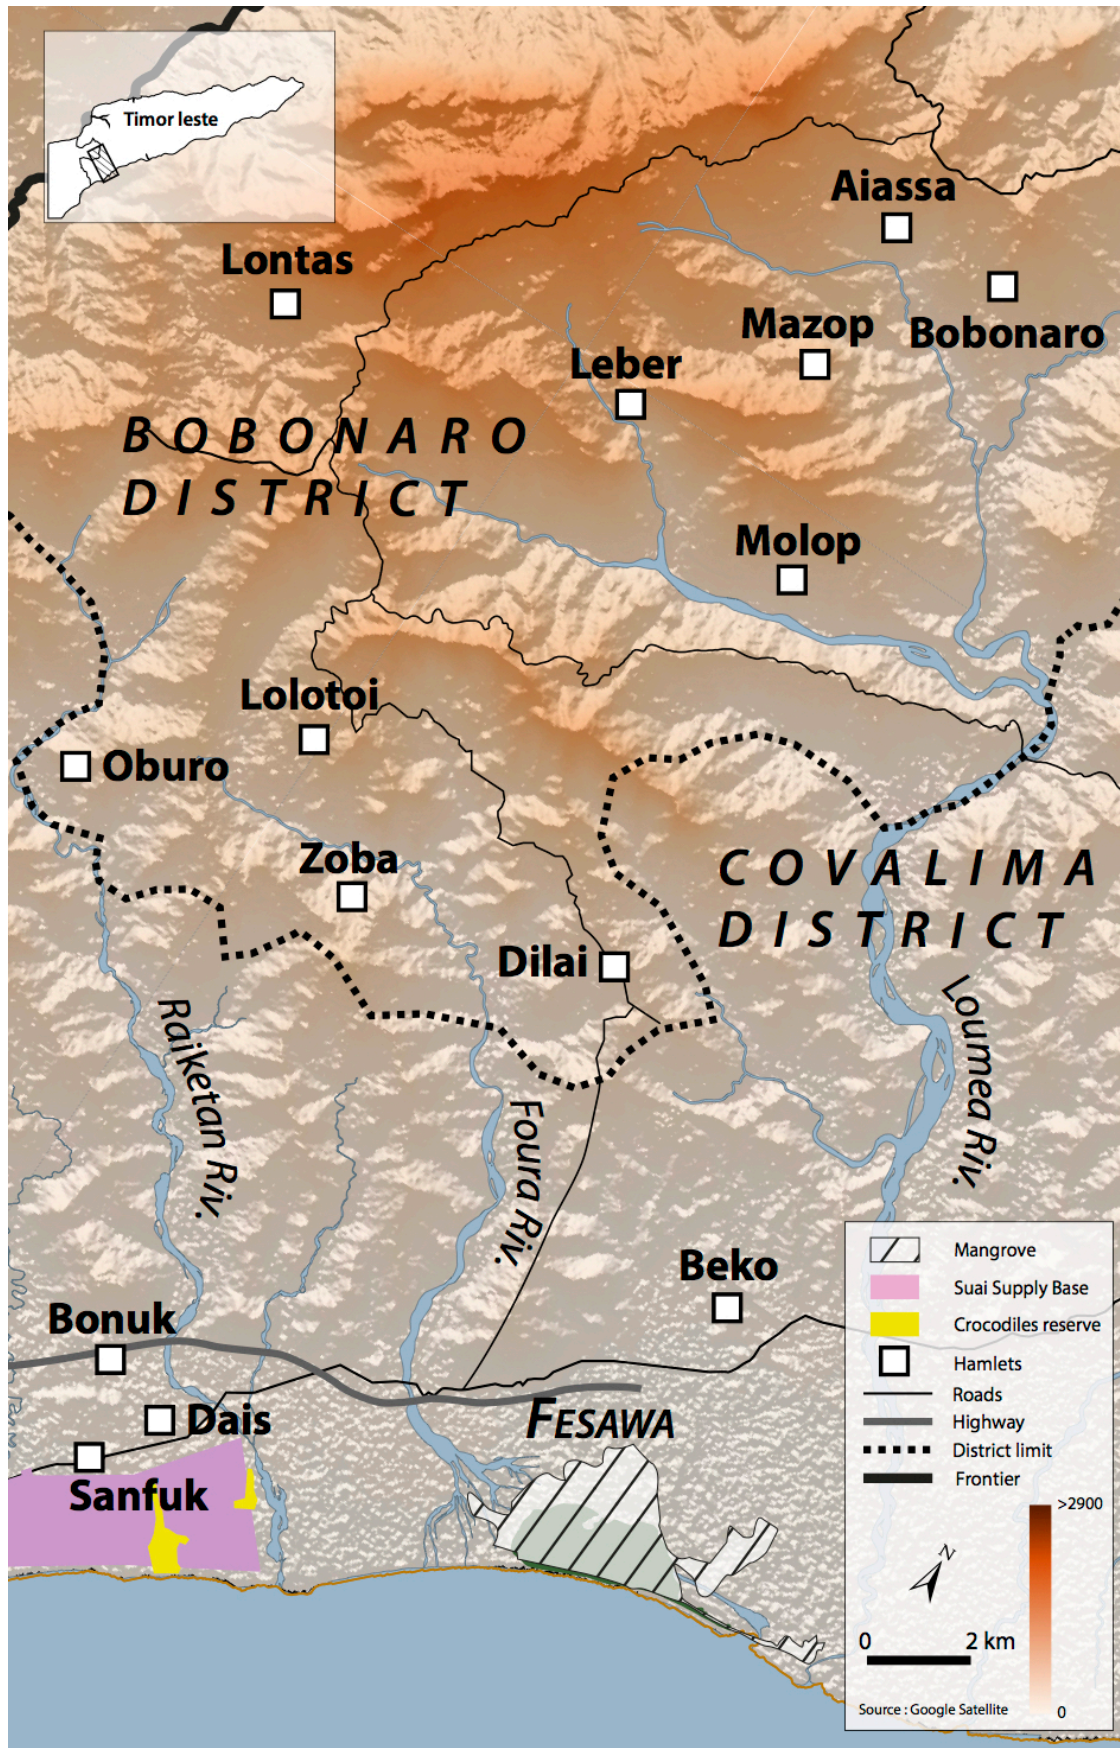 Timor leste
Aiassa
Lontas
Bobonaro
Mazop
Leber
BOBONARO
DISTRICT
Molop
Lolotoi
Oburo
Zoba
COVALIMA
DISTRICT
Dilai
Raiketan Riv.
Foura Riv.
Loumea Riv.
Beko
Bonuk
Dais
FESAWA
Sanfuk
Mangrove
Suai Supply Base
Crocodiles reserve
Hamlets
Roads
Highway
District limit
Frontier
>2900
N
0 2 km
0
Source : Google Satellite